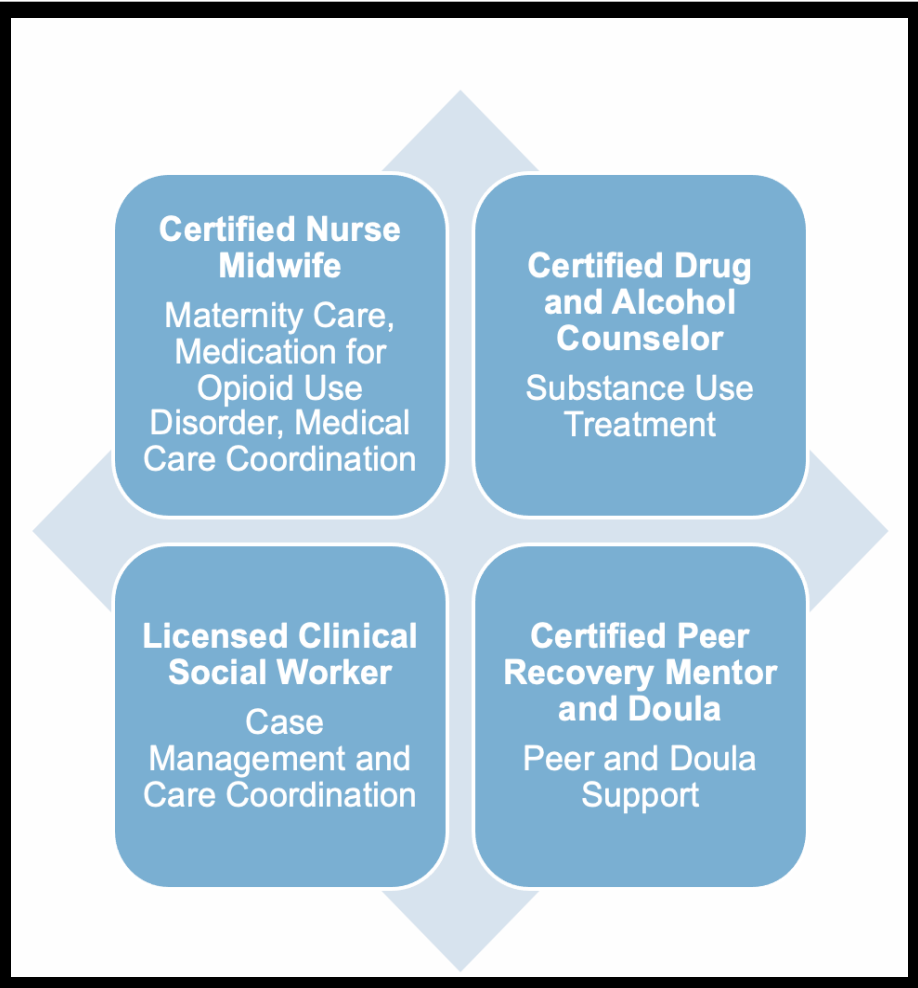 Certified Nurse
Midwife
Maternity Care,
Medication for
Opioid Use
Disorder, Medical
Care Coordination
Certified Drug
and Alcohol
Counselor
Substance Use
Treatment
Licensed Clinical
Social Worker
Case
Management and
Care Coordination
Certified Peer
Recovery Mentor
and Doula
Peer and Doula
Support